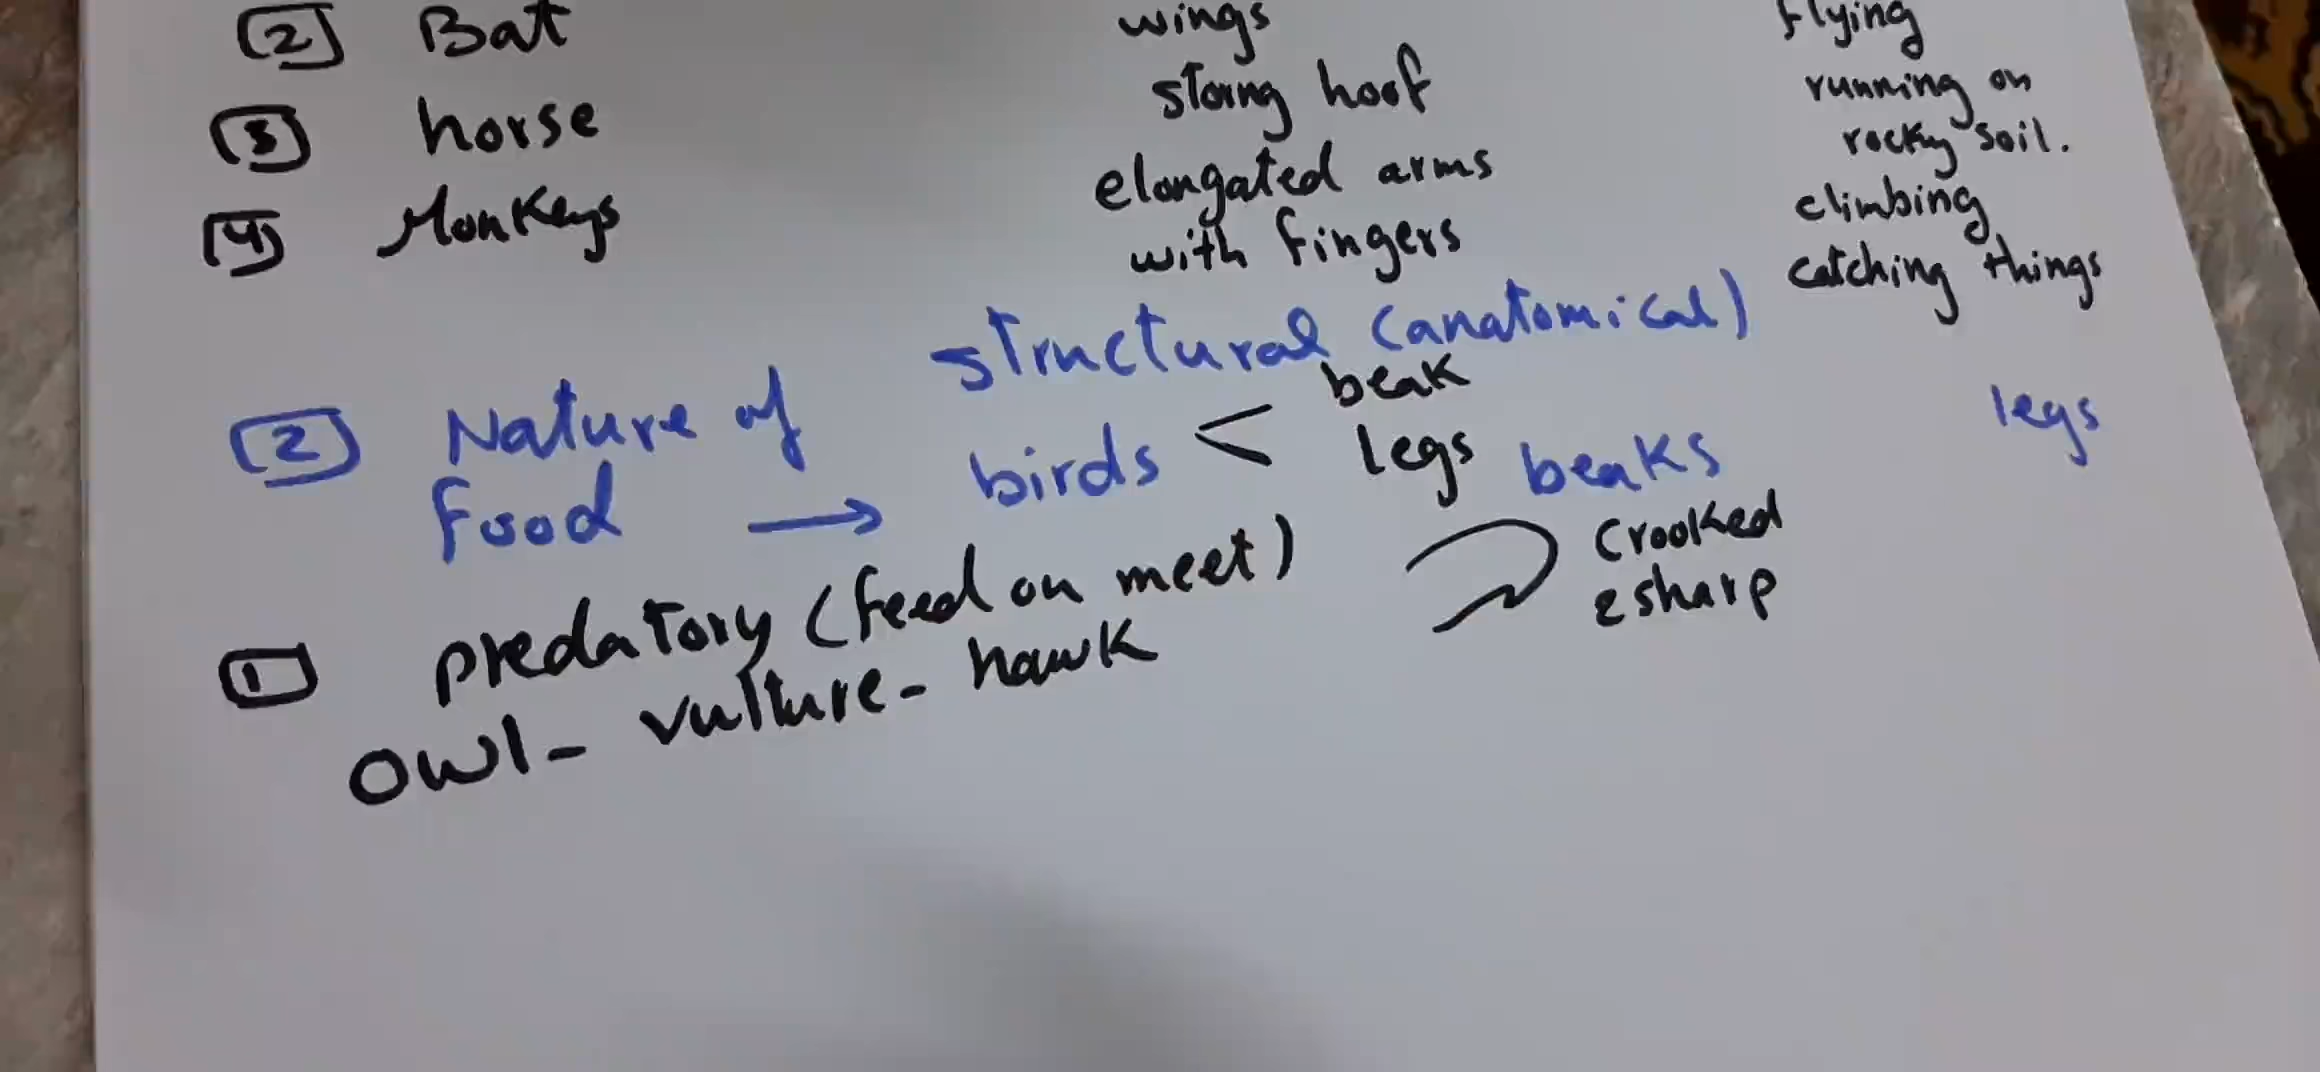 [2] Bat wings flying
[3] horse storng hoof running on
rocky soil.
[4] Monkeys elongated arms climbing
with fingers catching things
structural (anatomical)
[2] Nature of birds < beak
legs beaks legs
food →
[1] predatory (feed on meet) crooked
& sharp
owl - vulture - hawk